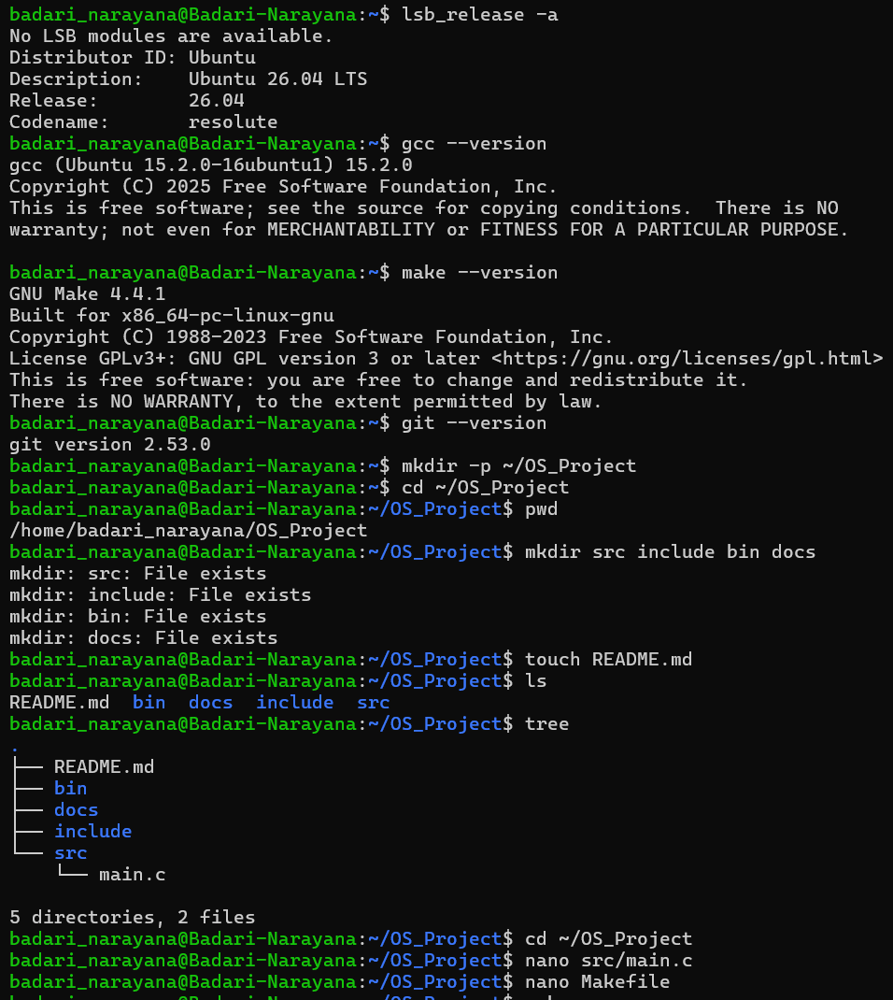 badari_narayana@Badari-Narayana:~$ lsb_release -a
No LSB modules are available.
Distributor ID: Ubuntu
Description:    Ubuntu 26.04 LTS
Release:        26.04
Codename:       resolute
badari_narayana@Badari-Narayana:~$ gcc --version
gcc (Ubuntu 15.2.0-16ubuntu1) 15.2.0
Copyright (C) 2025 Free Software Foundation, Inc.
This is free software; see the source for copying conditions.  There is NO
warranty; not even for MERCHANTABILITY or FITNESS FOR A PARTICULAR PURPOSE.

badari_narayana@Badari-Narayana:~$ make --version
GNU Make 4.4.1
Built for x86_64-pc-linux-gnu
Copyright (C) 1988-2023 Free Software Foundation, Inc.
License GPLv3+: GNU GPL version 3 or later <https://gnu.org/licenses/gpl.html>
This is free software: you are free to change and redistribute it.
There is NO WARRANTY, to the extent permitted by law.
badari_narayana@Badari-Narayana:~$ git --version
git version 2.53.0
badari_narayana@Badari-Narayana:~$ mkdir -p ~/OS_Project
badari_narayana@Badari-Narayana:~$ cd ~/OS_Project
badari_narayana@Badari-Narayana:~/OS_Project$ pwd
/home/badari_narayana/OS_Project
badari_narayana@Badari-Narayana:~/OS_Project$ mkdir src include bin docs
mkdir: src: File exists
mkdir: include: File exists
mkdir: bin: File exists
mkdir: docs: File exists
badari_narayana@Badari-Narayana:~/OS_Project$ touch README.md
badari_narayana@Badari-Narayana:~/OS_Project$ ls
README.md  bin  docs  include  src
badari_narayana@Badari-Narayana:~/OS_Project$ tree
.
├── README.md
├── bin
├── docs
├── include
└── src
    └── main.c

5 directories, 2 files
badari_narayana@Badari-Narayana:~/OS_Project$ cd ~/OS_Project
badari_narayana@Badari-Narayana:~/OS_Project$ nano src/main.c
badari_narayana@Badari-Narayana:~/OS_Project$ nano Makefile